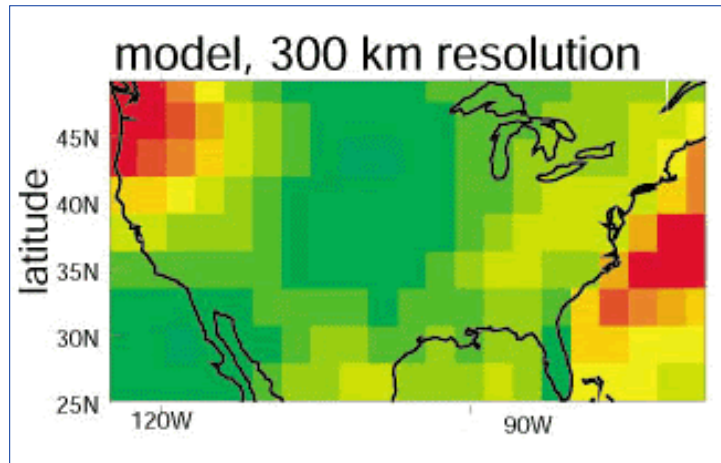 model, 300 km resolution
latitude
45N
40N
35N
30N
25N
120W
90W